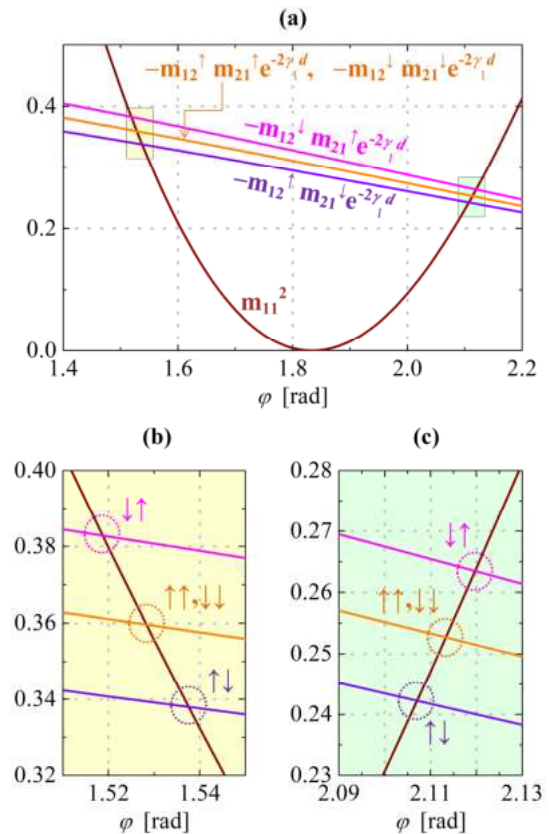 (a)
−m₁₂↑ m₂₁↑e^{-2γ₁d}, −m₁₂↓ m₂₁↓e^{-2γ₁d}
−m₁₂↓ m₂₁↑e^{-2γ₁d}
−m₁₂↑ m₂₁↓e^{-2γ₁d}
m₁₁²
0.4
0.2
0.0
1.4 1.6 1.8 2.0 2.2
φ [rad]
(b)
0.40
0.38
0.36
0.34
0.32
↓↑
↑↑,↓↓
↑↓
1.52 1.54
φ [rad]
(c)
0.28
0.27
0.26
0.25
0.24
0.23
↓↑
↑↑,↓↓
↑↓
2.09 2.11 2.13
φ [rad]